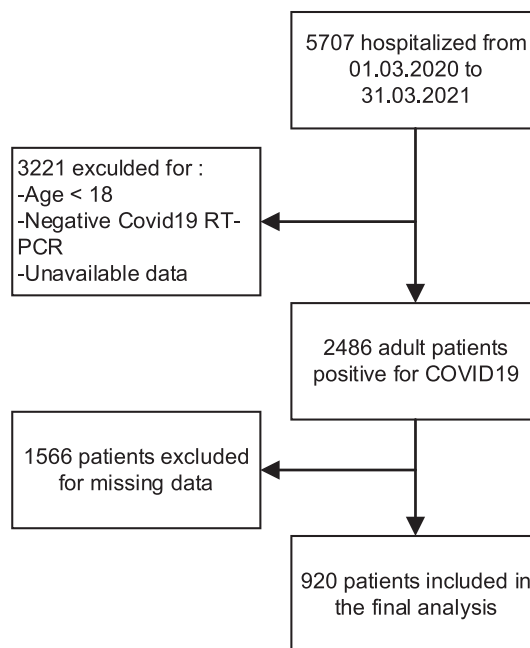 5707 hospitalized from
01.03.2020 to
31.03.2021
3221 exculded for :
-Age < 18
-Negative Covid19 RT-
PCR
-Unavailable data
2486 adult patients
positive for COVID19
1566 patients excluded
for missing data
920 patients included in
the final analysis